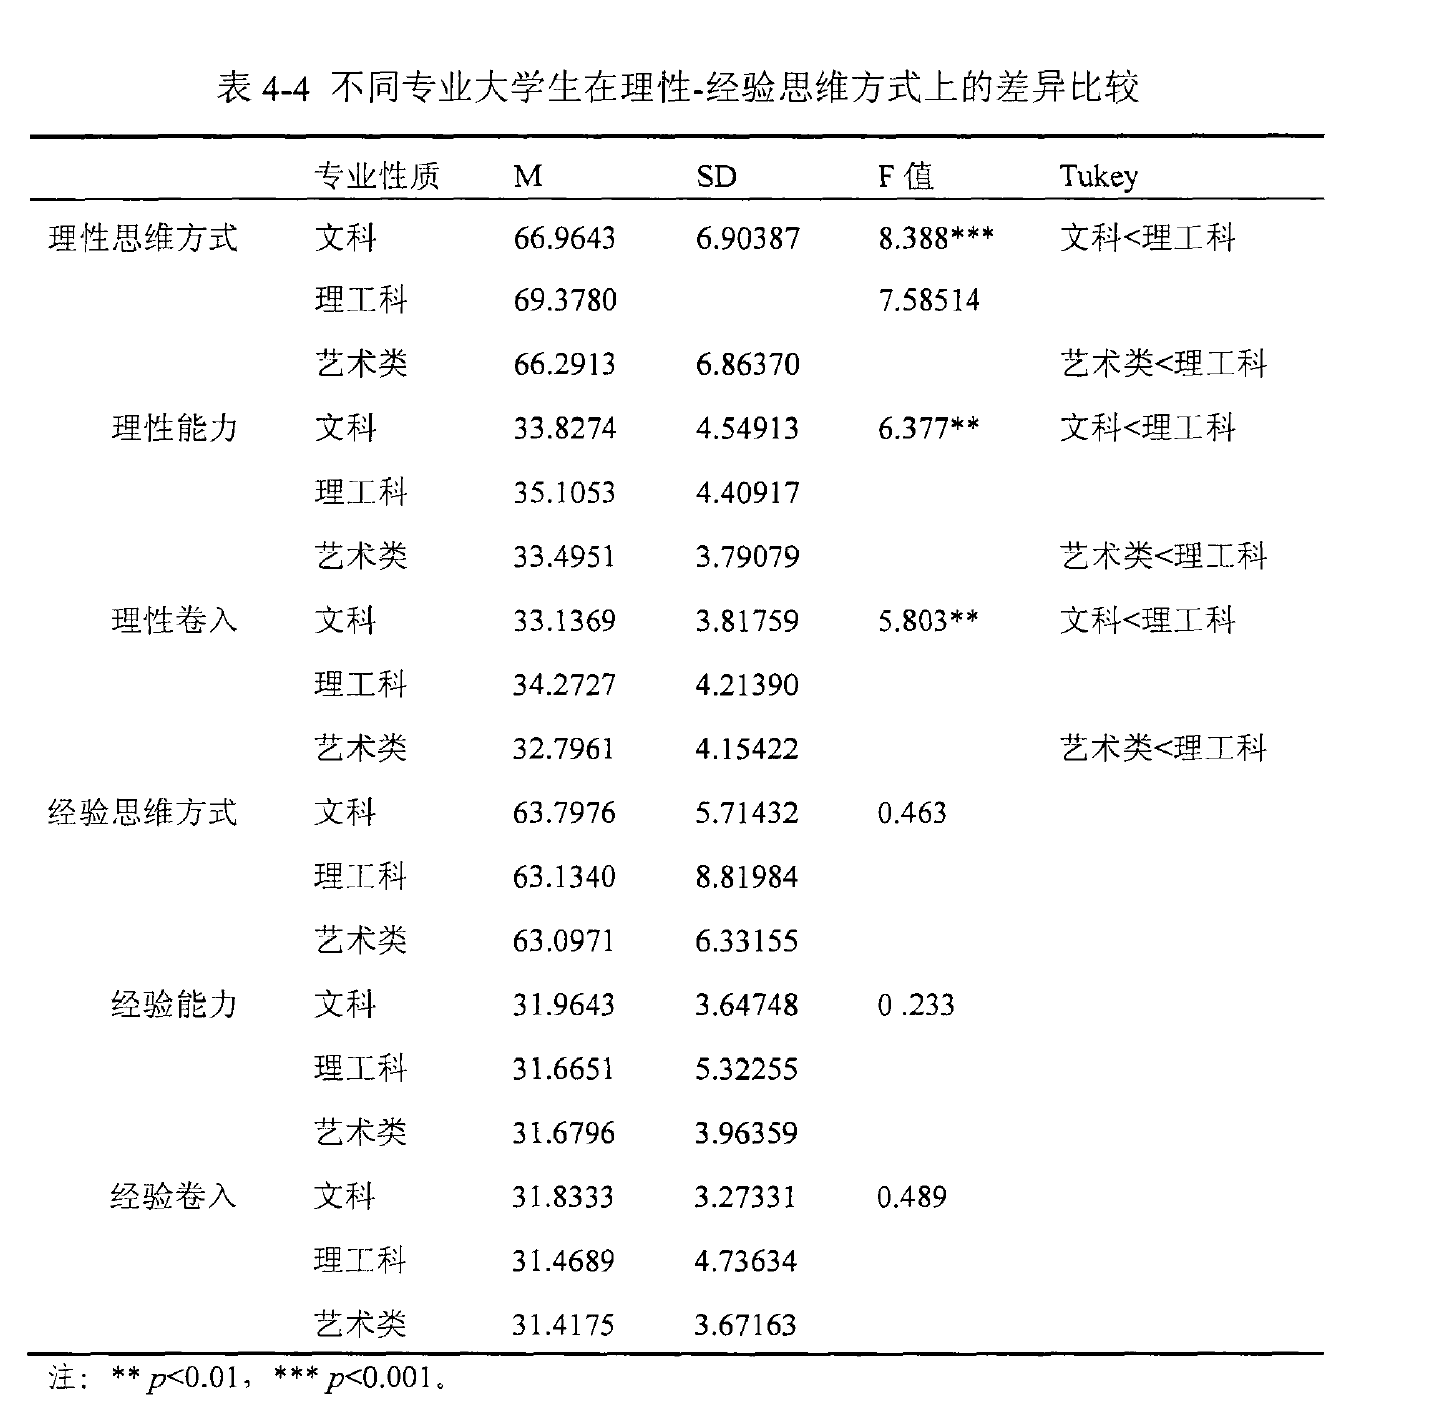 表 4-4 不同专业大学生在理性-经验思维方式上的差异比较
专业性质 M SD F 值 Tukey
理性思维方式 文科 66.9643 6.90387 8.388*** 文科<理工科
理工科 69.3780 7.58514
艺术类 66.2913 6.86370 艺术类<理工科
理性能力 文科 33.8274 4.54913 6.377** 文科<理工科
理工科 35.1053 4.40917
艺术类 33.4951 3.79079 艺术类<理工科
理性卷入 文科 33.1369 3.81759 5.803** 文科<理工科
理工科 34.2727 4.21390
艺术类 32.7961 4.15422 艺术类<理工科
经验思维方式 文科 63.7976 5.71432 0.463
理工科 63.1340 8.81984
艺术类 63.0971 6.33155
经验能力 文科 31.9643 3.64748 0 .233
理工科 31.6651 5.32255
艺术类 31.6796 3.96359
经验卷入 文科 31.8333 3.27331 0.489
理工科 31.4689 4.73634
艺术类 31.4175 3.67163
注：** p<0.01，*** p<0.001。